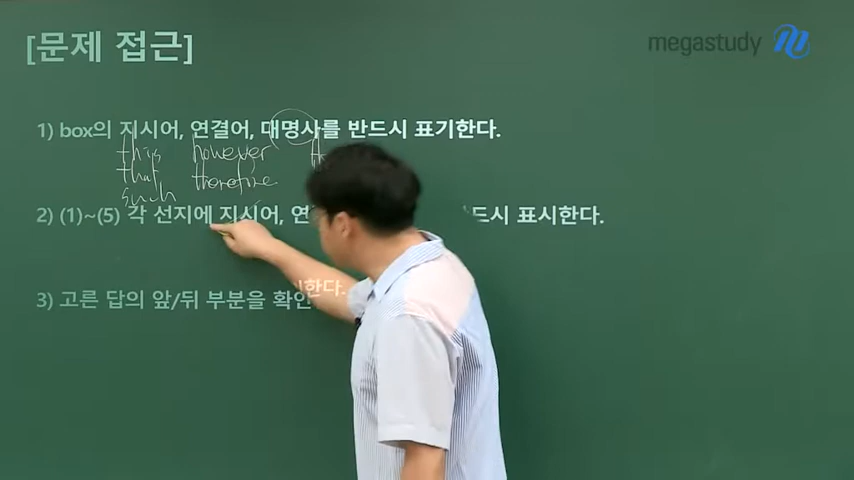 [문제 접근]
megastudy
1) box의 지시어, 연결어, 대명사를 반드시 표기한다.
this however
that therefore
such
2) (1)~(5) 각 선지에 지시어, 연 드시 표시한다.
3) 고른 답의 앞/뒤 부분을 확인 한다.